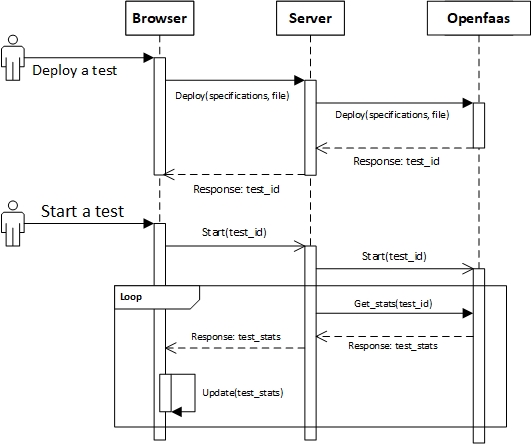 Browser
Server
Openfaas
Deploy a test
Deploy(specifications, file)
Deploy(specifications, file)
Response: test_id
Response: test_id
Start a test
Start(test_id)
Start(test_id)
Loop
Get_stats(test_id)
Response: test_stats
Response: test_stats
Update(test_stats)